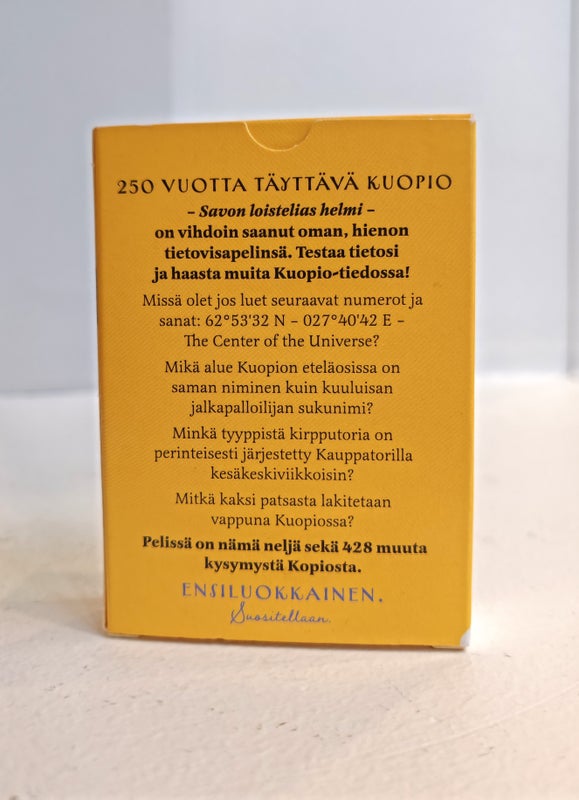 250 VUOTTA TÄYTTÄVÄ KUOPIO
– Savon loistelias helmi –
on vihdoin saanut oman, hienon
tietovisapelinsä. Testaa tietosi
ja haasta muita Kuopio-tiedossa!
Missä olet jos luet seuraavat numerot ja
sanat: 62°53'32 N – 027°40'42 E –
The Center of the Universe?
Mikä alue Kuopion eteläosissa on
saman niminen kuin kuuluisan
jalkapalloilijan sukunimi?
Minkä tyyppistä kirpputoria on
perinteisesti järjestetty Kauppatorilla
kesäkeskiviikkoisin?
Mitkä kaksi patsasta lakitetaan
vappuna Kuopiossa?
Pelissä on nämä neljä sekä 428 muuta
kysymystä Kopiosta.
ENSILUOKKAINEN.
Suositellaan.